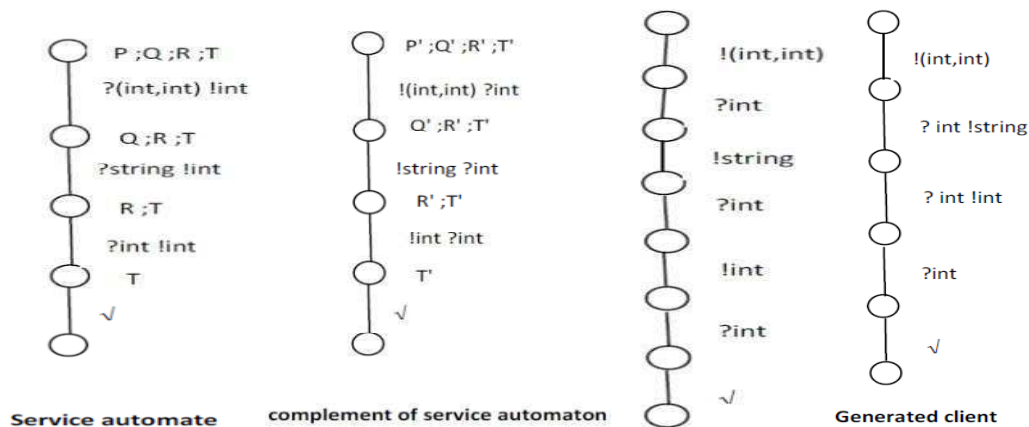 P ;Q ;R ;T
?(int,int) !int
Q ;R ;T
?string !int
R ;T
?int !int
T
√
Service automate
P' ;Q' ;R' ;T'
!(int,int) ?int
Q' ;R' ;T'
!string ?int
R' ;T'
!int ?int
T'
√
complement of service automaton
!(int,int)
?int
!string
?int
!int
?int
√
!(int,int)
? int !string
? int !int
?int
√
Generated client